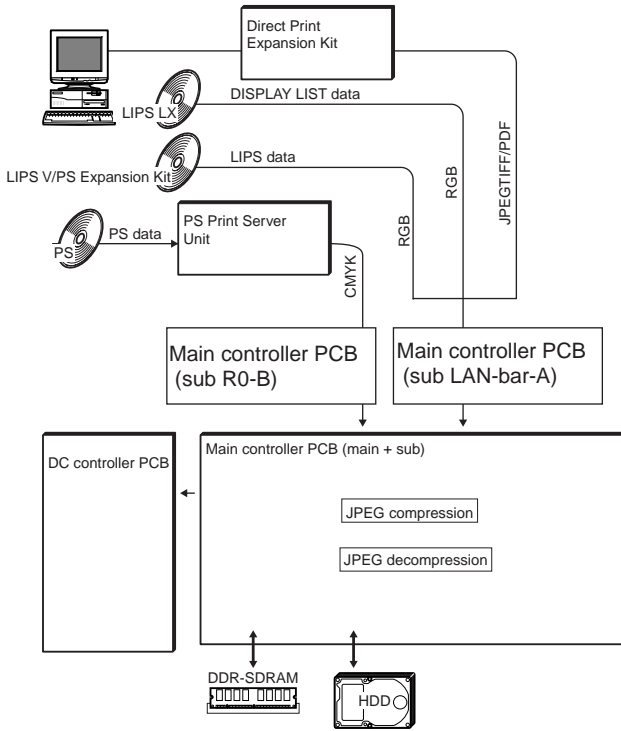 Direct Print
Expansion Kit
DISPLAY LIST data
LIPS LX
LIPS data
LIPS V/PS Expansion Kit
JPEGTIFF/PDF
RGB
RGB
PS data
PS
PS Print Server
Unit
CMYK
Main controller PCB
(sub R0-B)
Main controller PCB
(sub LAN-bar-A)
DC controller PCB
Main controller PCB (main + sub)
JPEG compression
JPEG decompression
DDR-SDRAM
HDD